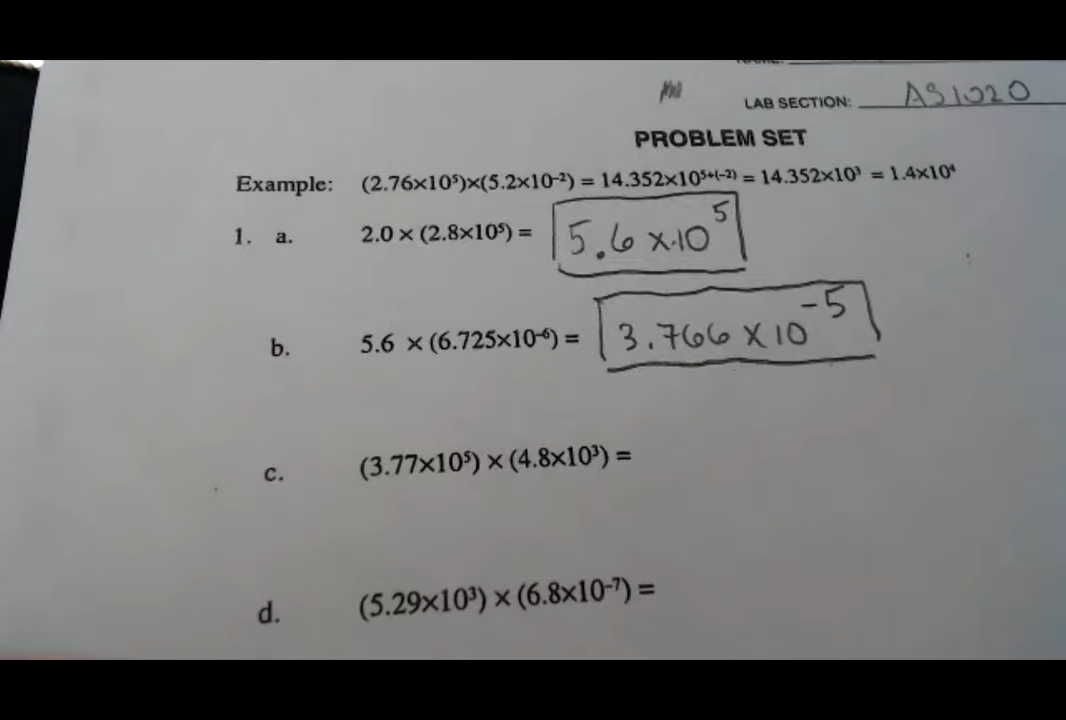 LAB SECTION: AS1020
PROBLEM SET
Example: (2.76×10⁵)×(5.2×10⁻²) = 14.352×10⁵⁺⁽⁻²⁾ = 14.352×10³ = 1.4×10⁴
1. a. 2.0 × (2.8×10⁵) = 5.6 x 10⁵
b. 5.6 × (6.725×10⁻⁶) = 3.766 x 10⁻⁵
c. (3.77×10⁵) × (4.8×10³) =
d. (5.29×10³) × (6.8×10⁻⁷) =